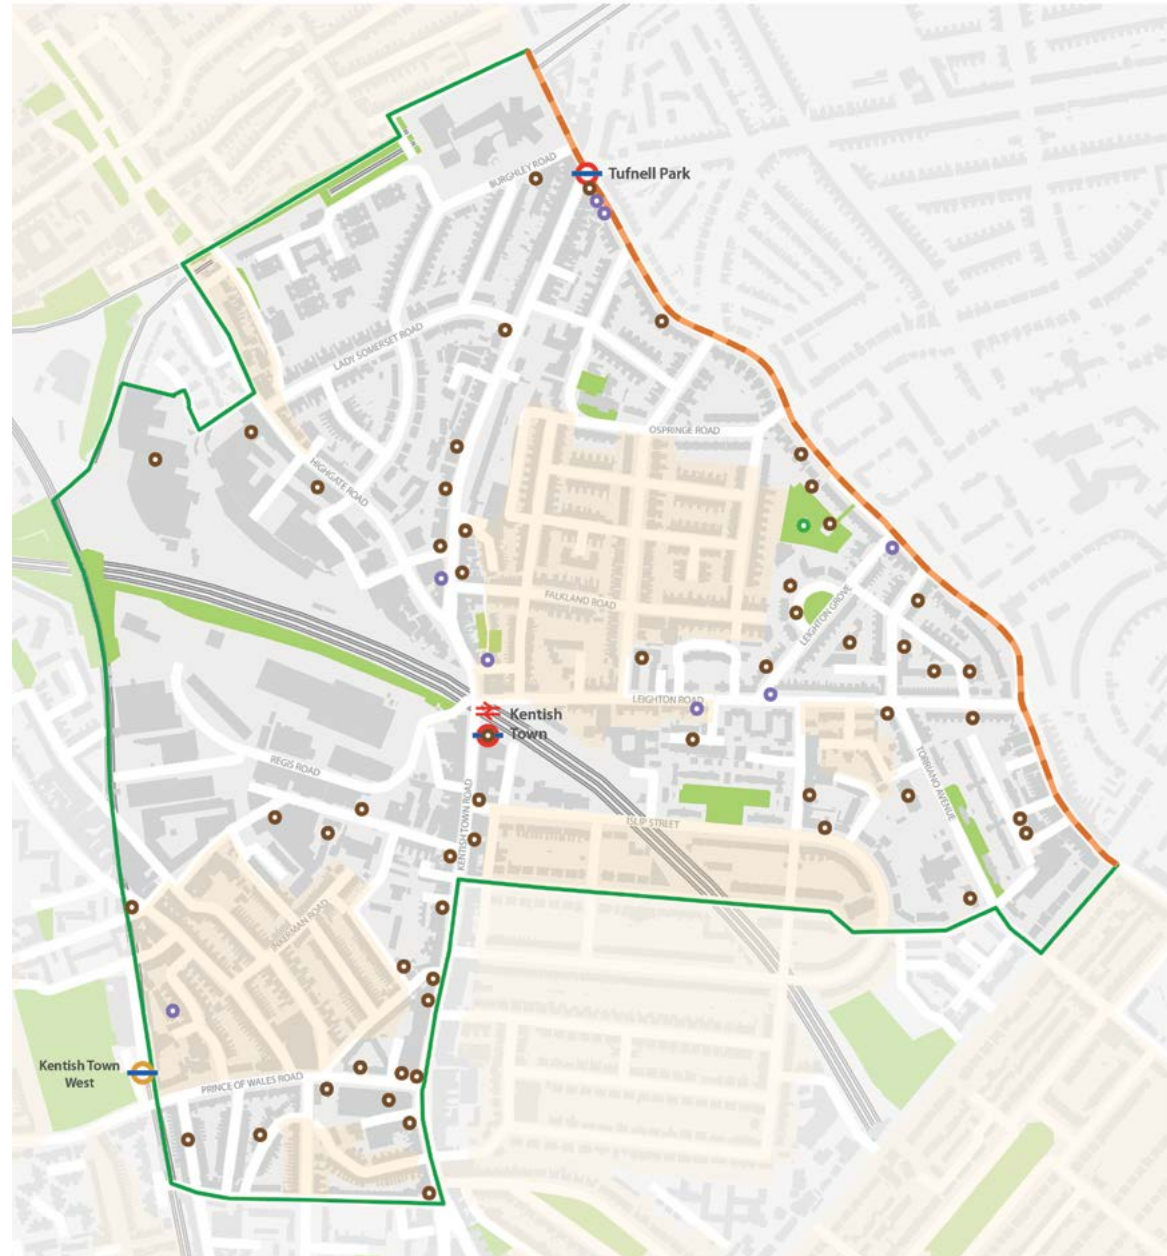 Tufnell Park
BURGHLEY ROAD
LADY SOMERSET ROAD
OSPRINGE ROAD
HIGHGATE ROAD
FALKLAND ROAD
LEIGHTON GROVE
LEIGHTON ROAD
Kentish
Town
REGIS ROAD
TORRIANO AVENUE
KENTISH TOWN ROAD
ISLIP STREET
INKERMAN ROAD
Kentish Town
West
PRINCE OF WALES ROAD